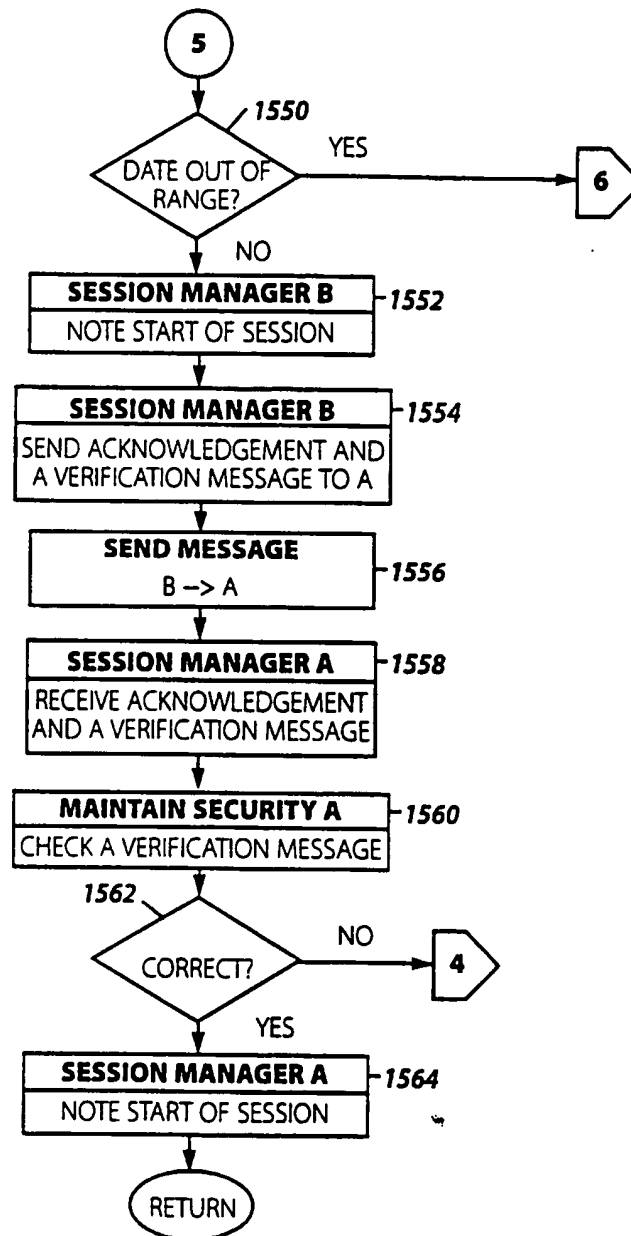 5
1550
DATE OUT OF
RANGE?
YES
6
NO
SESSION MANAGER B
1552
NOTE START OF SESSION
SESSION MANAGER B
1554
SEND ACKNOWLEDGEMENT AND
A VERIFICATION MESSAGE TO A
SEND MESSAGE
1556
B --> A
SESSION MANAGER A
1558
RECEIVE ACKNOWLEDGEMENT
AND A VERIFICATION MESSAGE
MAINTAIN SECURITY A
1560
CHECK A VERIFICATION MESSAGE
1562
CORRECT?
NO
4
YES
SESSION MANAGER A
1564
NOTE START OF SESSION
RETURN